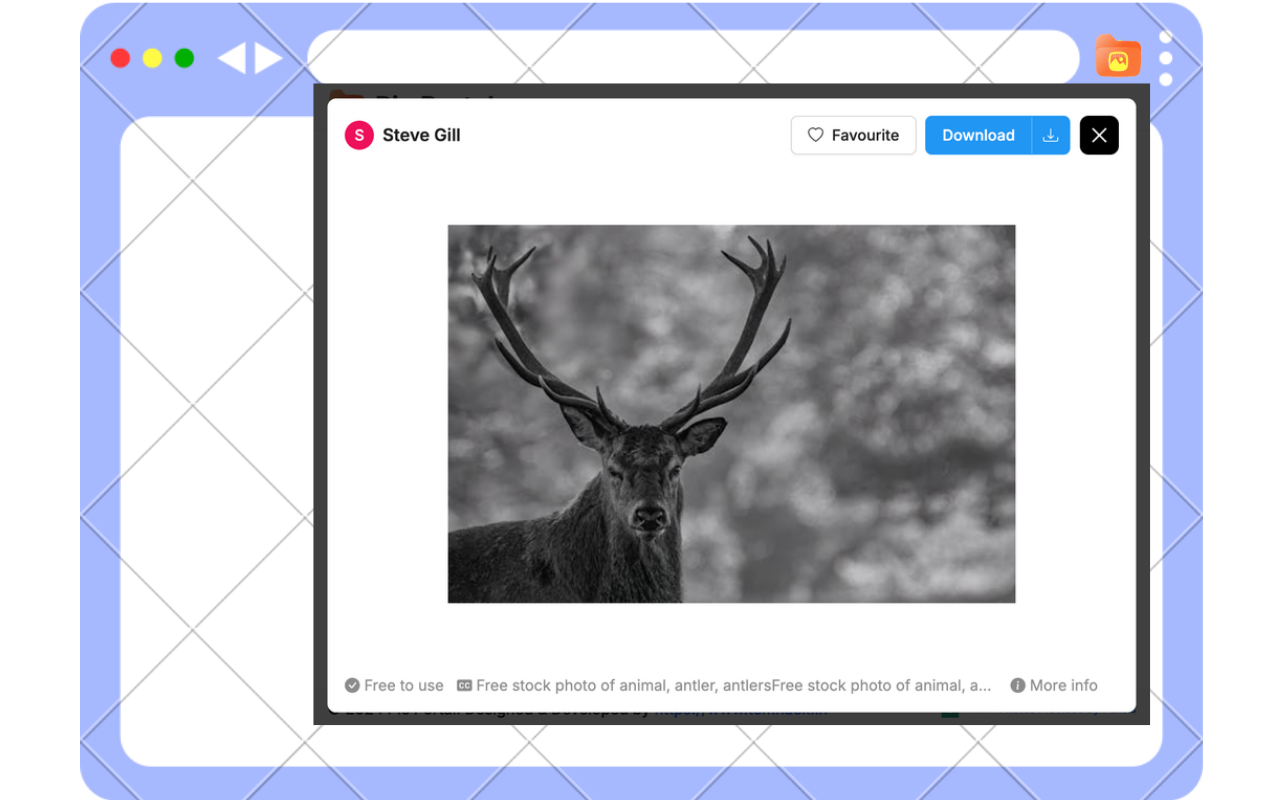 Steve Gill
Favourite
Download
Free to use
Free stock photo of animal, antler, antlersFree stock photo of animal, a...
More info